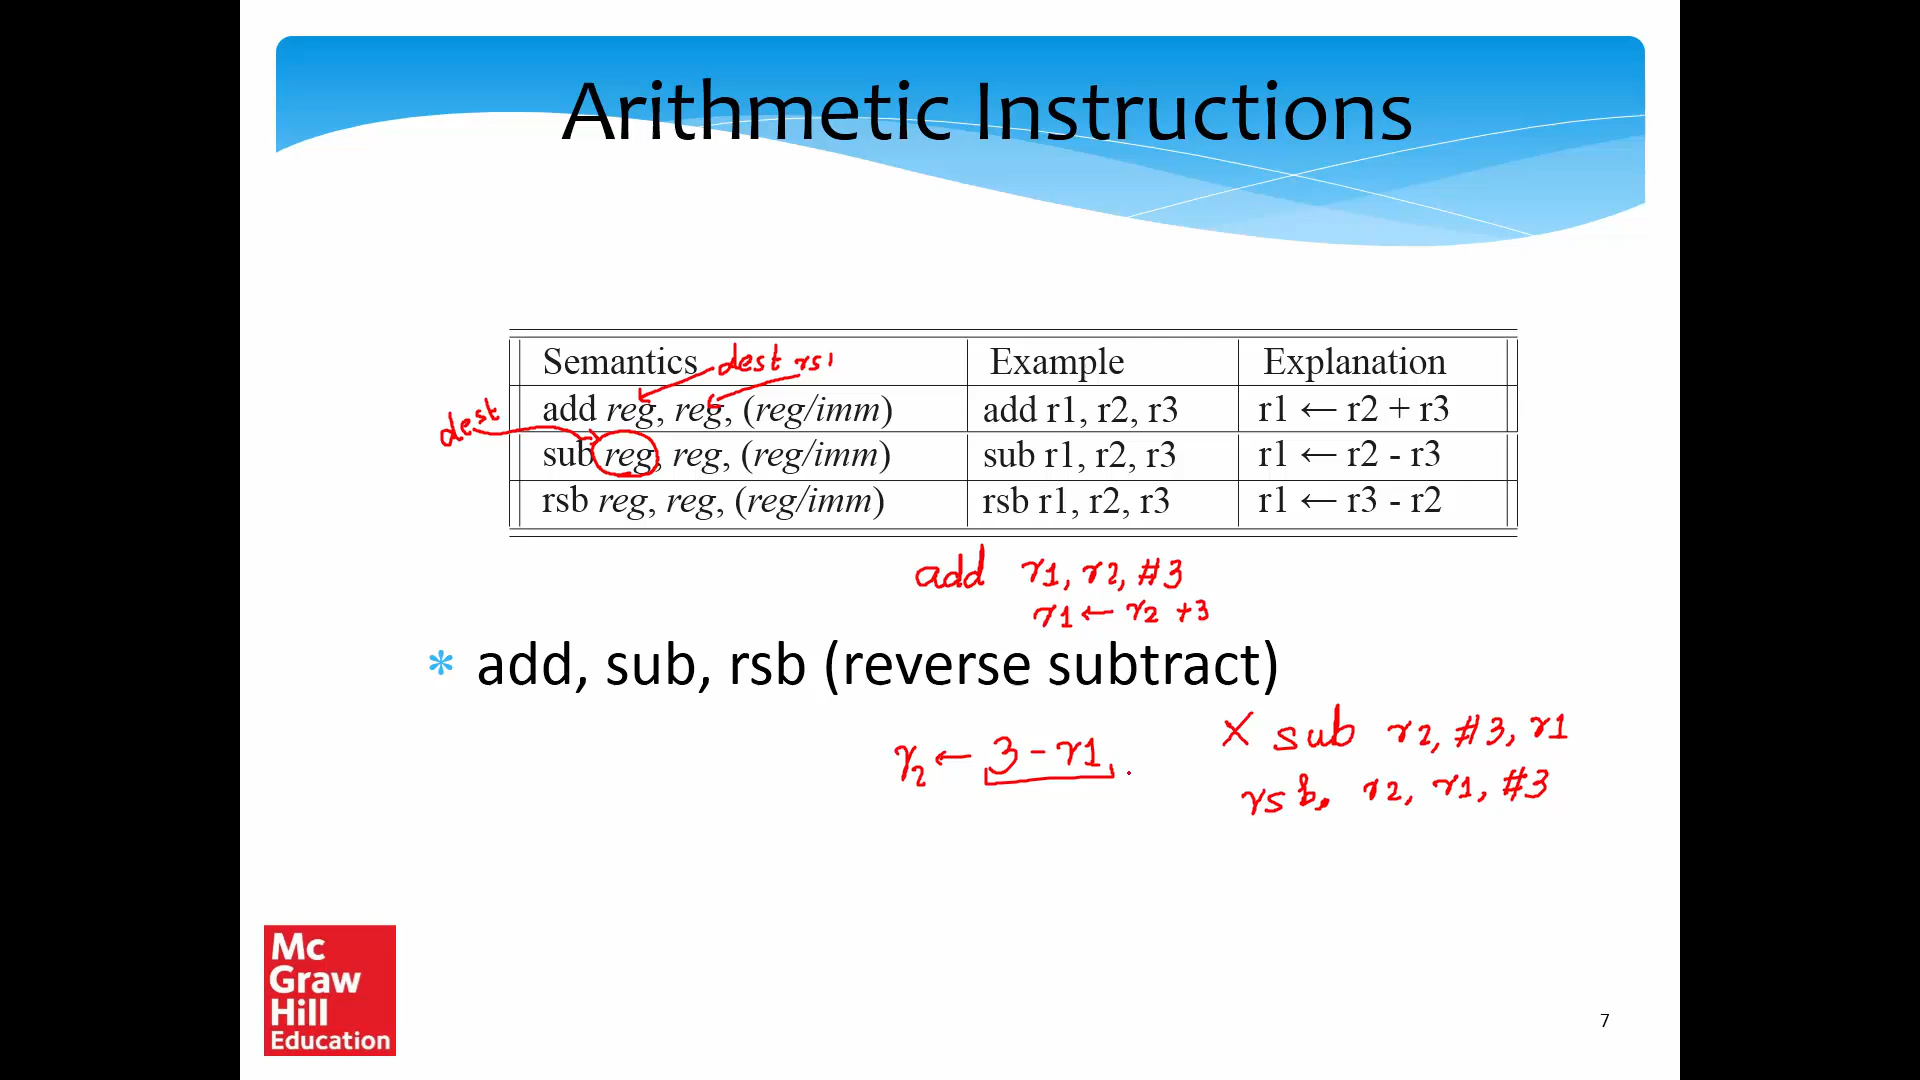 Arithmetic Instructions
Semantics Example Explanation
dest rs1
dest
add reg, reg, (reg/imm) add r1, r2, r3 r1 ← r2 + r3
sub reg, reg, (reg/imm) sub r1, r2, r3 r1 ← r2 - r3
rsb reg, reg, (reg/imm) rsb r1, r2, r3 r1 ← r3 - r2
add r1, r2, #3
r1 ← r2 + 3
* add, sub, rsb (reverse subtract)
r2 ← 3 - r1
X sub r2, #3, r1
rsb, r2, r1, #3
Mc
Graw
Hill
Education
7